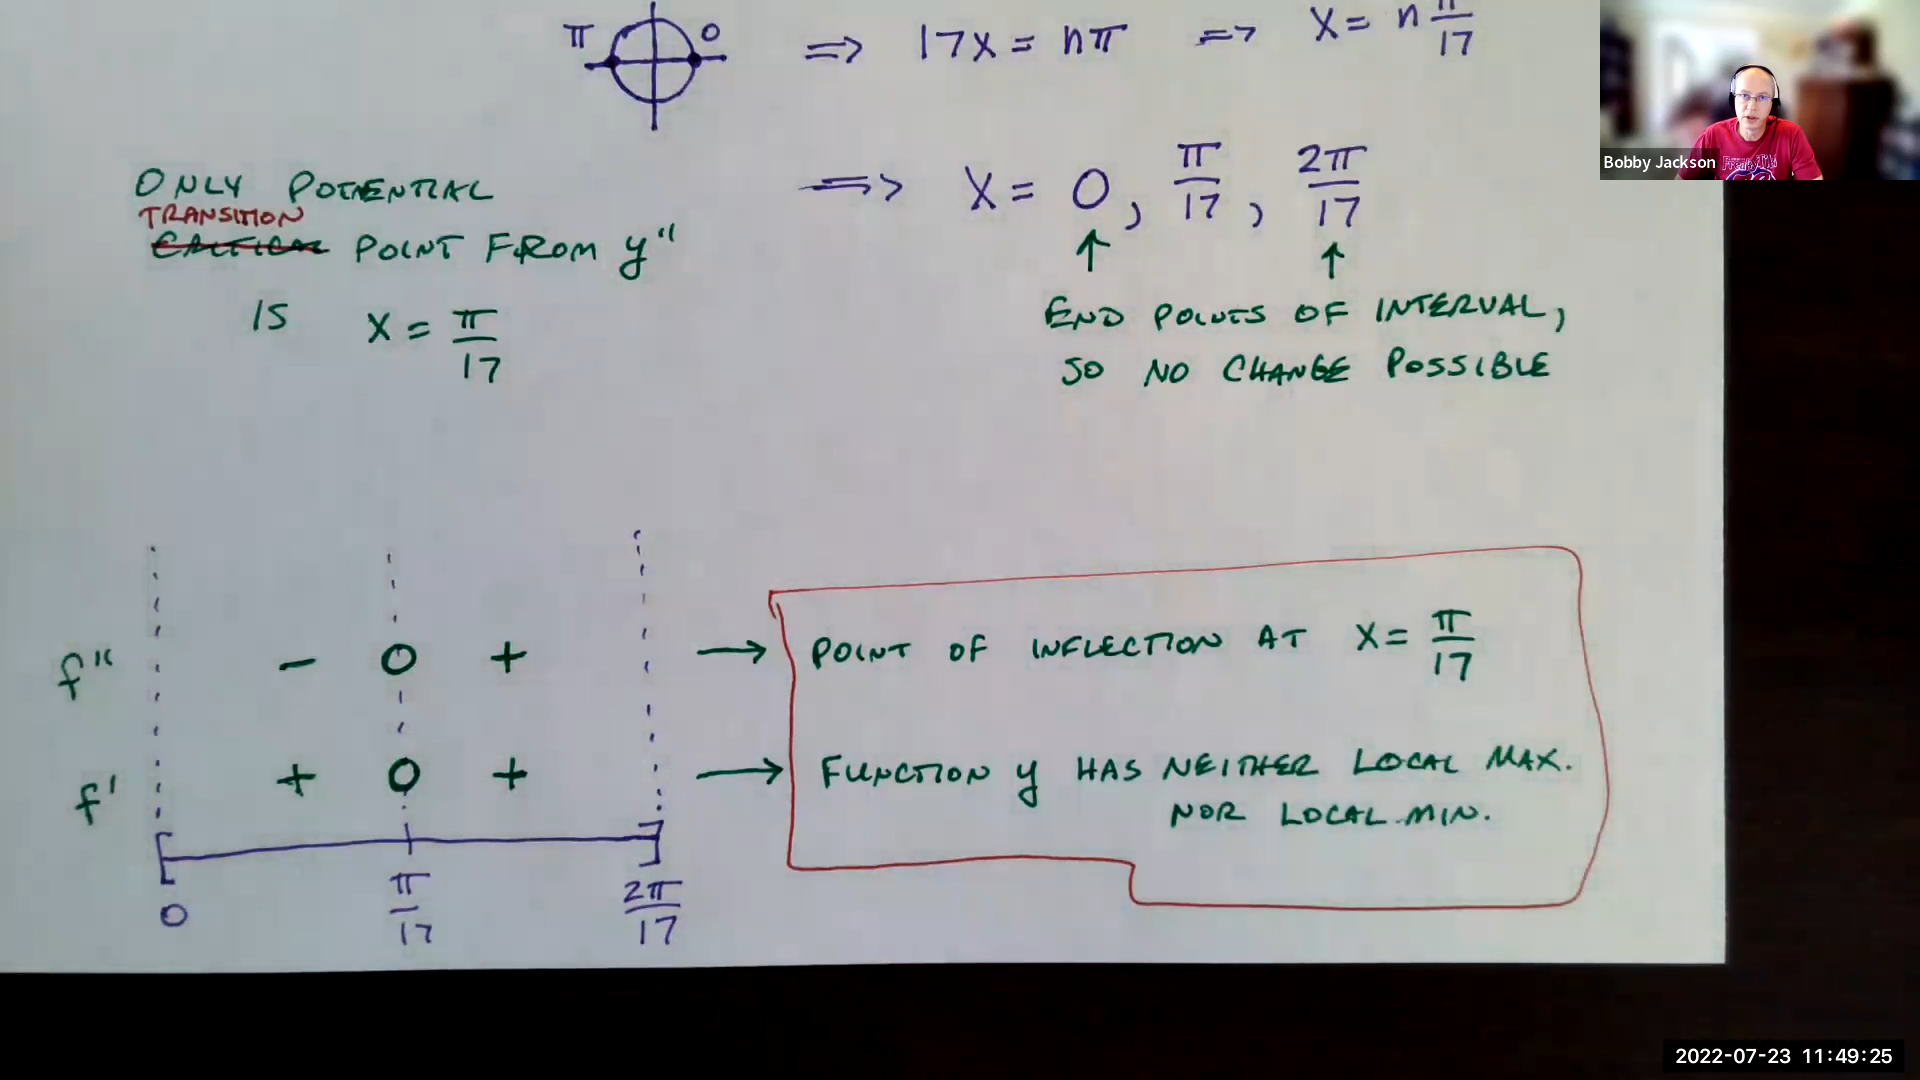 π 0 => 17x = nπ => x = n π/17
=> x = 0, π/17, 2π/17
ONLY POTENTIAL
TRANSITION
CRITICAL POINT FROM y"
IS x = π/17
↑ ↑
END POINTS OF INTERVAL,
SO NO CHANGE POSSIBLE
f" - 0 + → POINT OF INFLECTION AT x = π/17
f' + 0 + → FUNCTION y HAS NEITHER LOCAL MAX.
NOR LOCAL MIN.
[ ]
0 π/17 2π/17
Bobby Jackson
2022-07-23 11:49:25